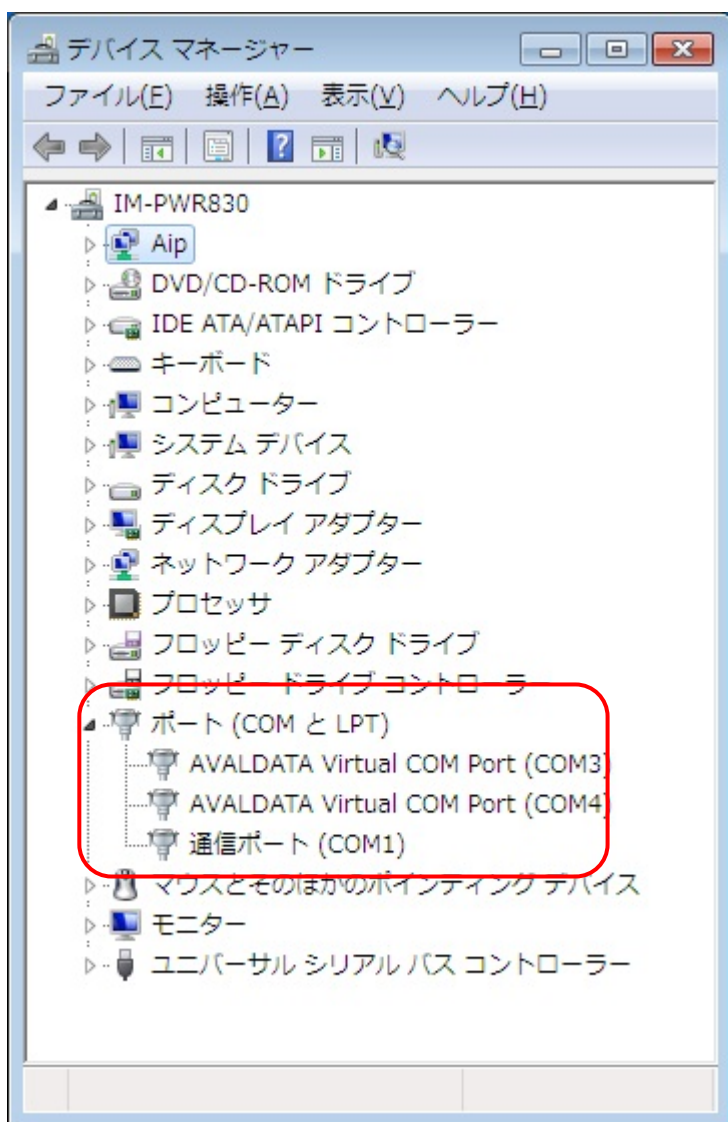 デバイス マネージャー
ファイル(F) 操作(A) 表示(V) ヘルプ(H)
IM-PWR830
Aip
DVD/CD-ROM ドライブ
IDE ATA/ATAPI コントローラー
キーボード
コンピューター
システム デバイス
ディスク ドライブ
ディスプレイ アダプター
ネットワーク アダプター
プロセッサ
フロッピー ディスク ドライブ
フロッピー ドライブ コントローラー
ポート (COM と LPT)
AVALDATA Virtual COM Port (COM3)
AVALDATA Virtual COM Port (COM4)
通信ポート (COM1)
マウスとそのほかのポインティング デバイス
モニター
ユニバーサル シリアル バス コントローラー